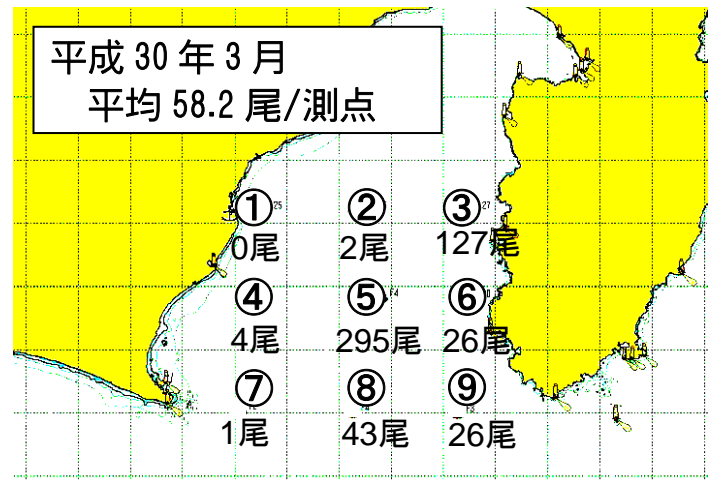 平成 30 年 3 月
平均 58.2 尾/測点
① ② ③
0尾 2尾 127尾
④ ⑤ ⑥
4尾 295尾 26尾
⑦ ⑧ ⑨
1尾 43尾 26尾